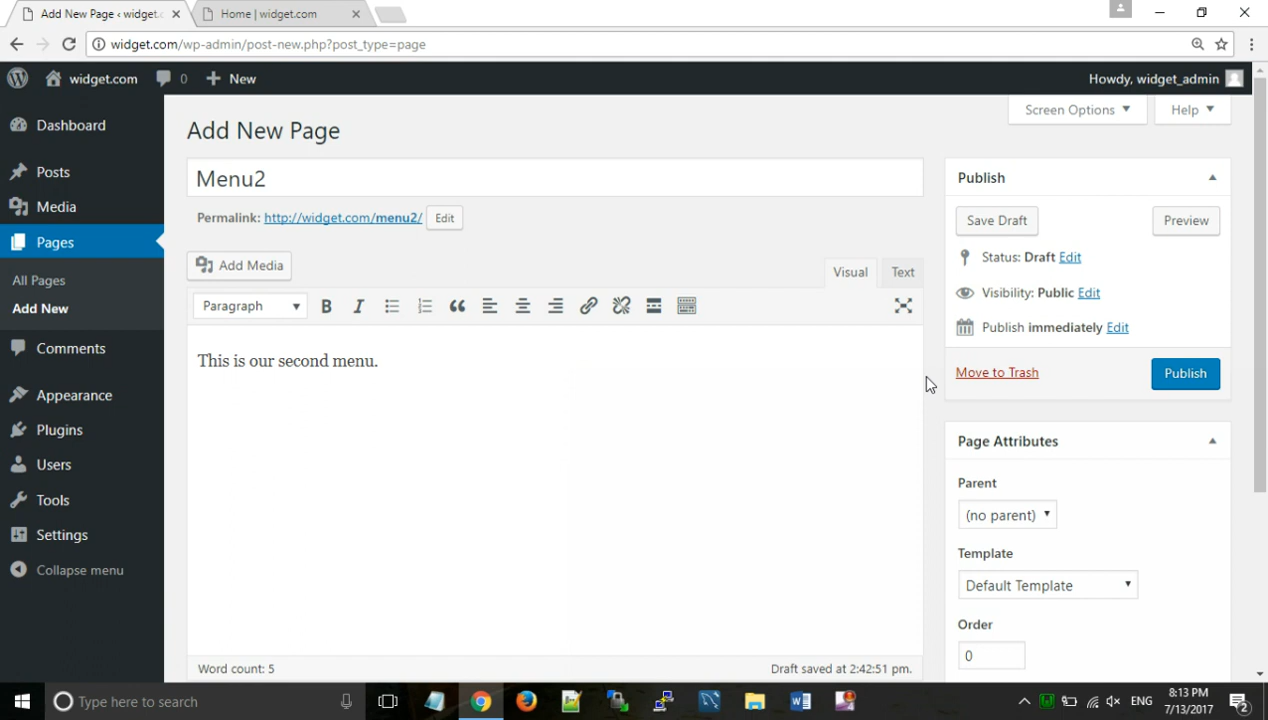 Add New Page ‹ widget.c
Home | widget.com
widget.com/wp-admin/post-new.php?post_type=page
widget.com 0 New Howdy, widget_admin
Screen Options Help
Dashboard
Posts
Media
Pages
All Pages
Add New
Comments
Appearance
Plugins
Users
Tools
Settings
Collapse menu
Add New Page
Menu2
Permalink: http://widget.com/menu2/ Edit
Add Media
Visual Text
Paragraph B I
This is our second menu.
Word count: 5 Draft saved at 2:42:51 pm.
Publish
Save Draft Preview
Status: Draft Edit
Visibility: Public Edit
Publish immediately Edit
Move to Trash Publish
Page Attributes
Parent
(no parent)
Template
Default Template
Order
0
Type here to search
ENG
8:13 PM
7/13/2017
2